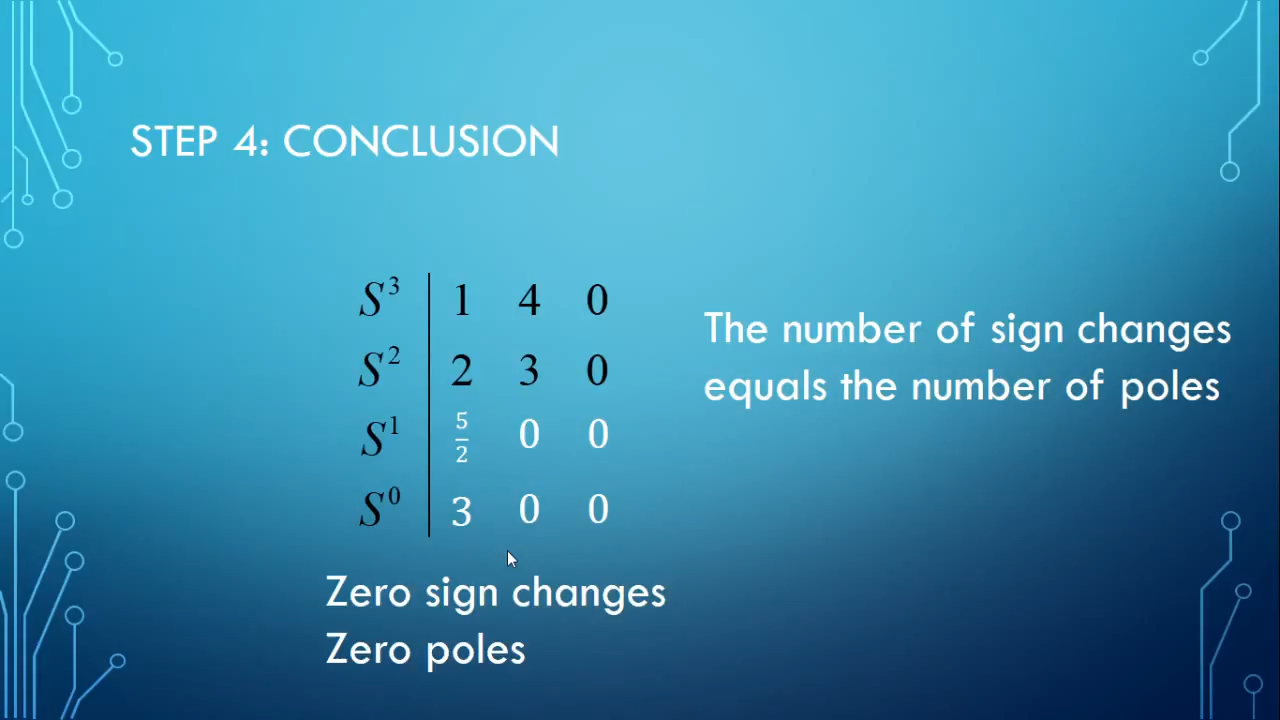 STEP 4: CONCLUSION
S³ 1 4 0
S² 2 3 0
S¹ 5/2 0 0
S⁰ 3 0 0
The number of sign changes
equals the number of poles
Zero sign changes
Zero poles